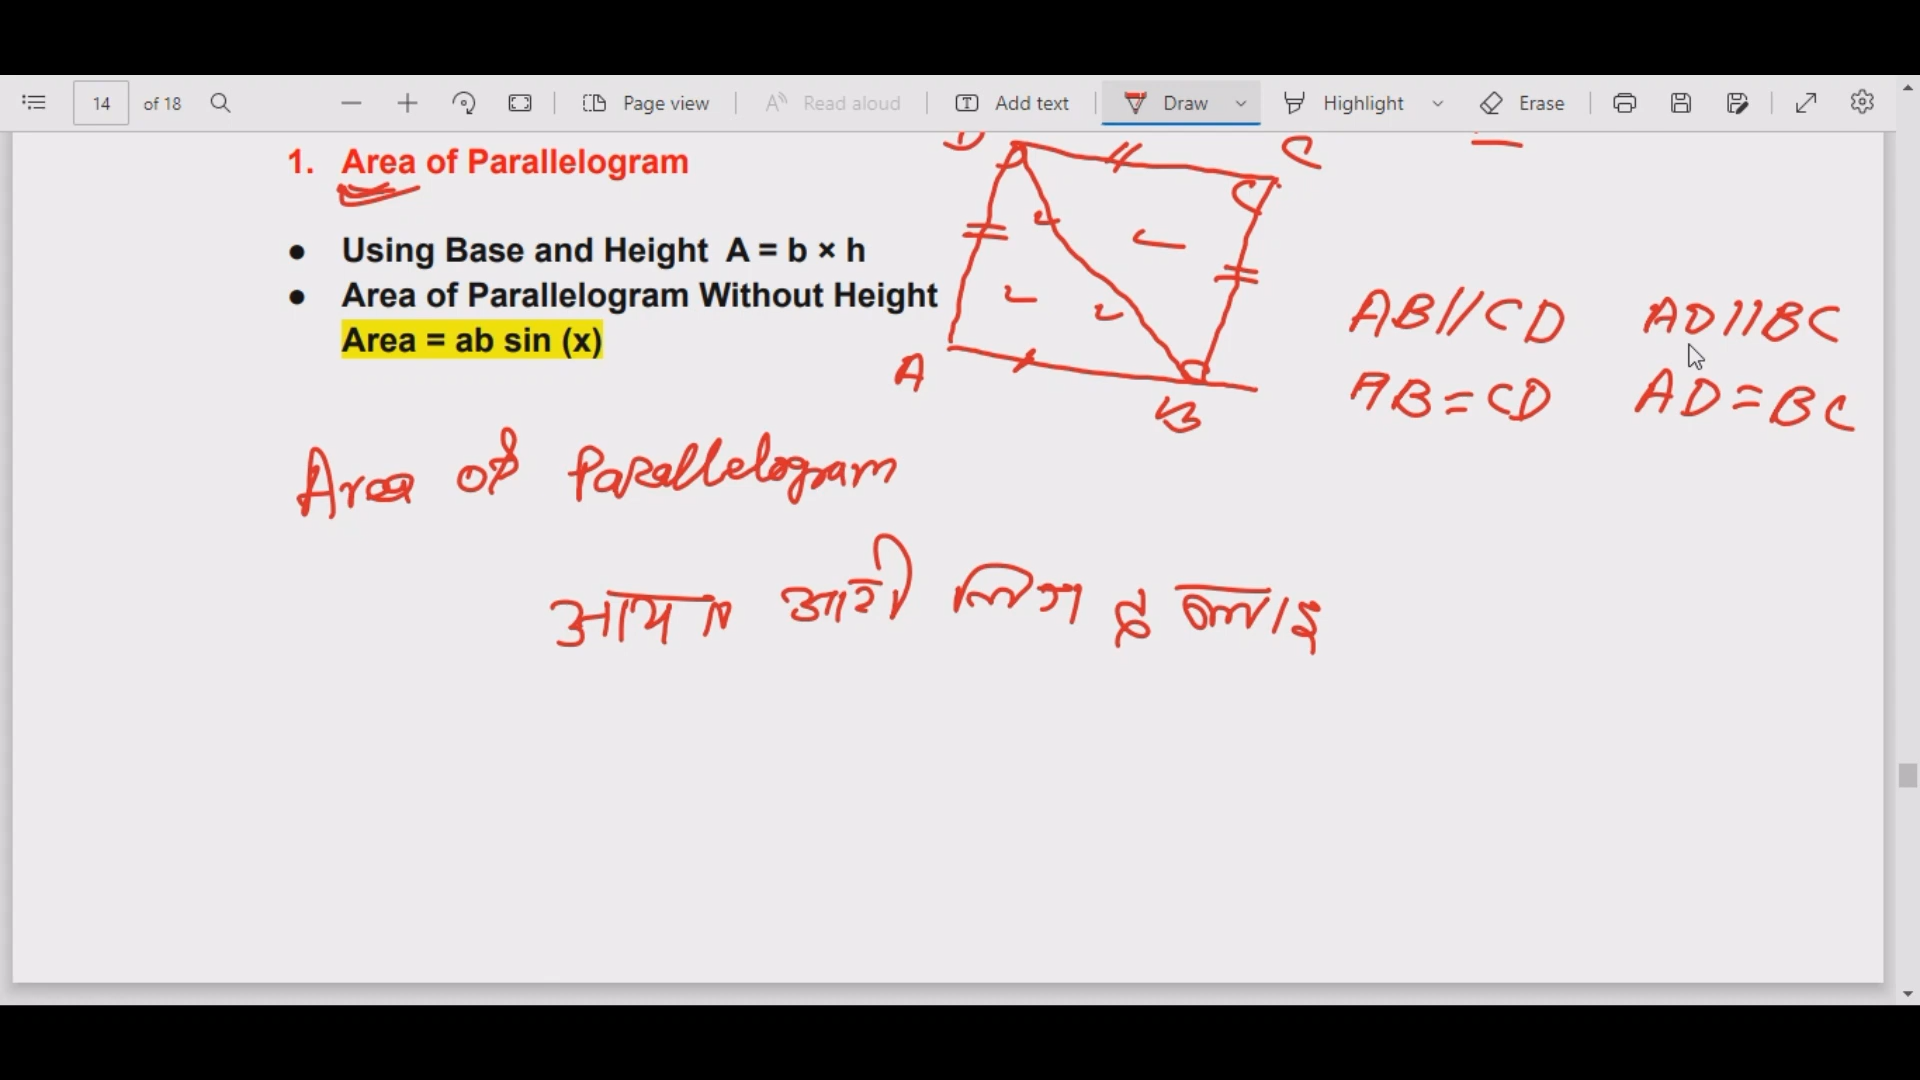 14 of 18 Page view Read aloud Add text Draw Highlight Erase
1. Area of Parallelogram
● Using Base and Height A = b × h
● Area of Parallelogram Without Height
Area = ab sin (x)
D C
A B
AB//CD AD//BC
AB=CD AD=BC
Area of Parallelogram